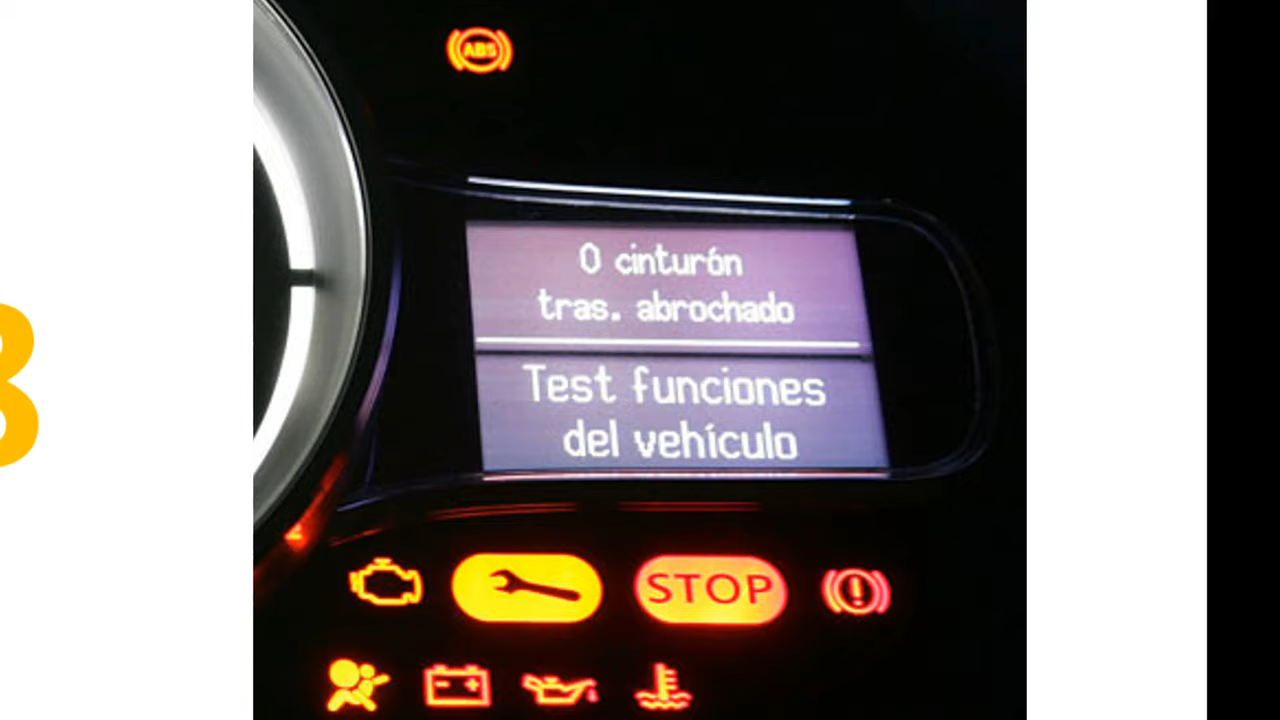 ABS
0 cinturón
tras. abrochado
Test funciones
del vehículo
STOP